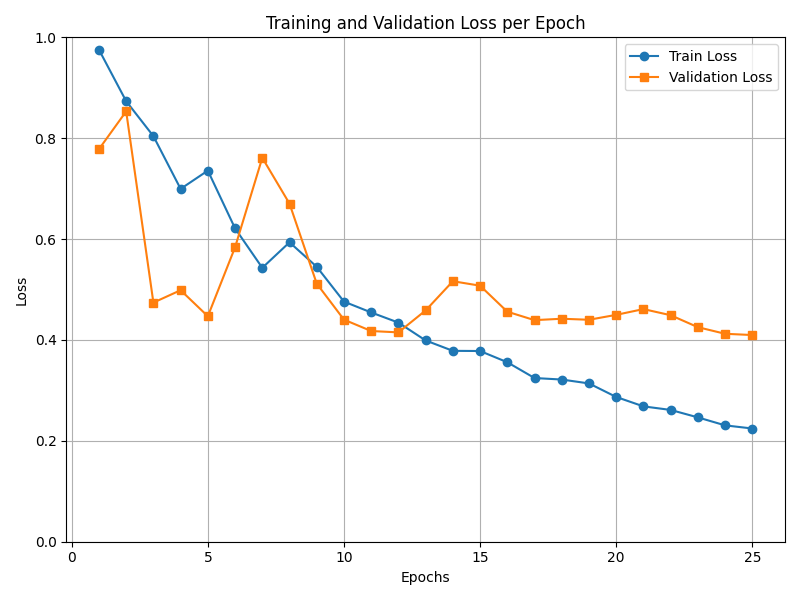 Training and Validation Loss per Epoch
Train Loss
Validation Loss
1.0
0.8
0.6
0.4
0.2
0.0
Loss
0 5 10 15 20 25
Epochs